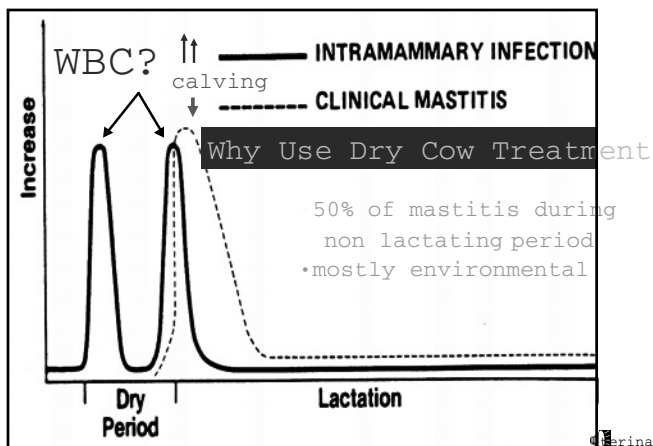 WBC?
INTRAMAMMARY INFECTION
calving
CLINICAL MASTITIS
Why Use Dry Cow Treatment
50% of mastitis during
non lactating period
•mostly environmental
Increase
Dry
Period
Lactation